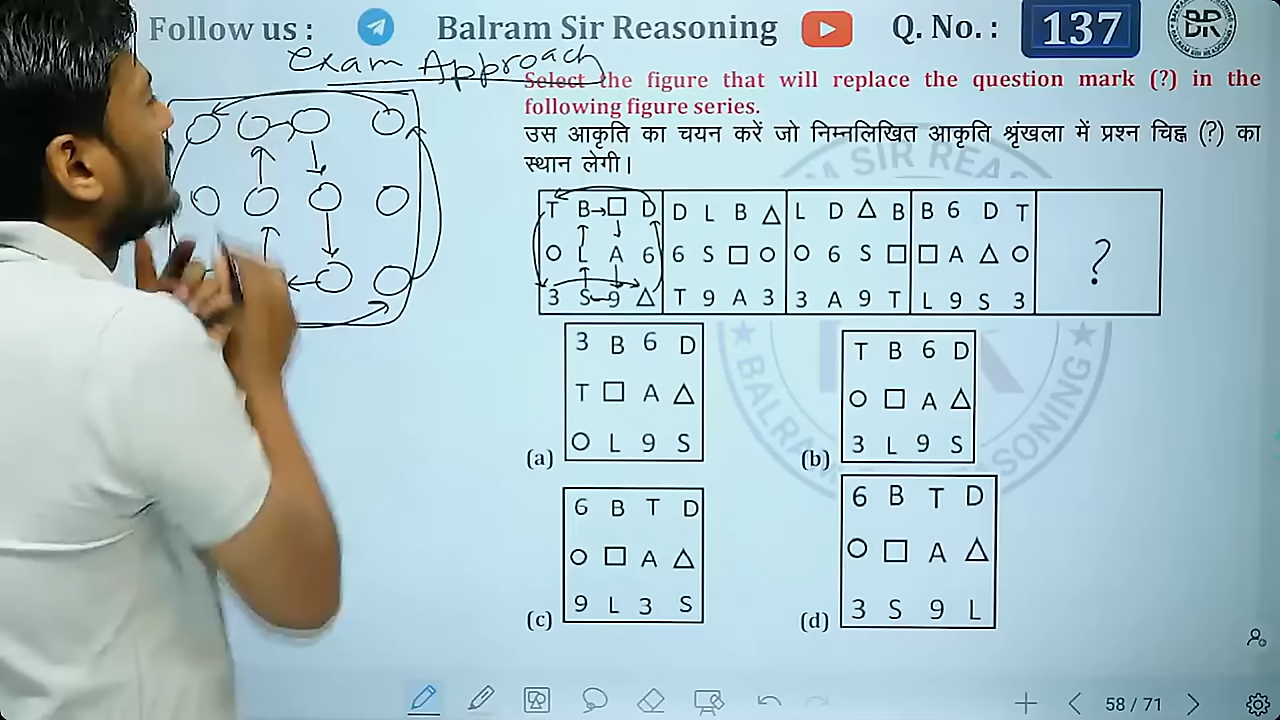 Follow us :
Balram Sir Reasoning
Q. No. :
137
BR
Exam Approach
Select the figure that will replace the question mark (?) in the
following figure series.
उस आकृति का चयन करें जो निम्नलिखित आकृति श्रृंखला में प्रश्न चिह्न (?) का
स्थान लेगी।
T B □ D
○ L A 6
3 S 9 △
D L B △
6 S □ ○
T 9 A 3
L D △ B
○ 6 S □
3 A 9 T
B 6 D T
□ A △ ○
L 9 S 3
?
(a)
3 B 6 D
T □ A △
○ L 9 S
(b)
T B 6 D
○ □ A △
3 L 9 S
(c)
6 B T D
○ □ A △
9 L 3 S
(d)
6 B T D
○ □ A △
3 S 9 L
58 / 71